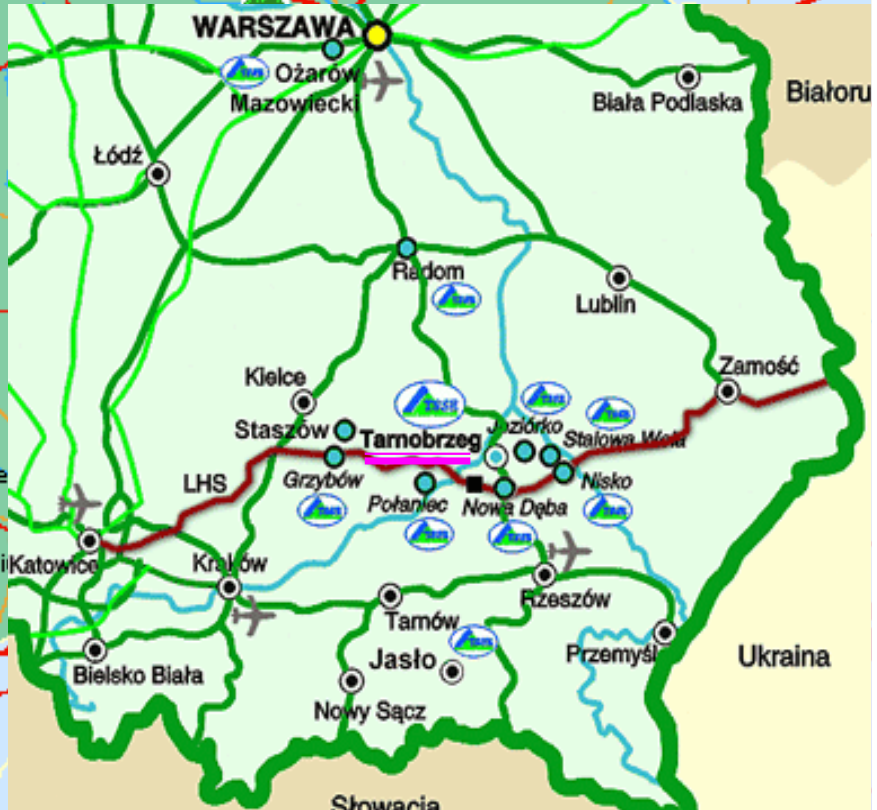 WARSZAWA
Ożarów
Mazowiecki
Biała Podlaska
Białoru
Łódź
Radom
Lublin
Zamość
Kielce
Staszów
Tarnobrzeg
TSSE
Jeziórko
Stalowa Wola
Grzybów
LHS
Połaniec
Nowa Dęba
Nisko
Katowice
Kraków
Rzeszów
Tarnów
Przemyśl
Jasło
Bielsko Biała
Nowy Sącz
Ukraina
Słowacja